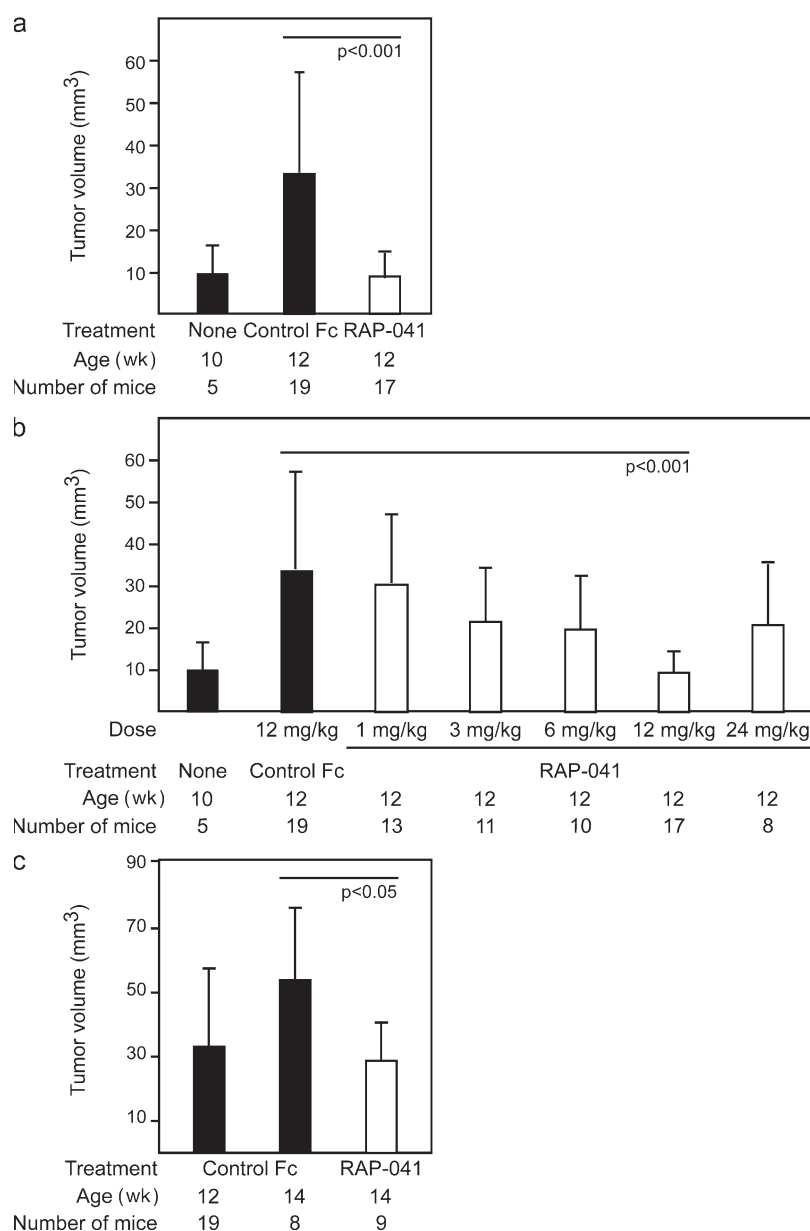 a
p<0.001
Tumor volume (mm3)
60
50
40
30
20
10
Treatment None Control Fc RAP-041
Age (wk) 10 12 12
Number of mice 5 19 17
b
p<0.001
Tumor volume (mm3)
60
50
40
30
20
10
Dose 12 mg/kg 1 mg/kg 3 mg/kg 6 mg/kg 12 mg/kg 24 mg/kg
Treatment None Control Fc RAP-041
Age (wk) 10 12 12 12 12 12 12
Number of mice 5 19 13 11 10 17 8
c
90
p<0.05
Tumor volume (mm3)
70
50
30
10
Treatment Control Fc RAP-041
Age (wk) 12 14 14
Number of mice 19 8 9